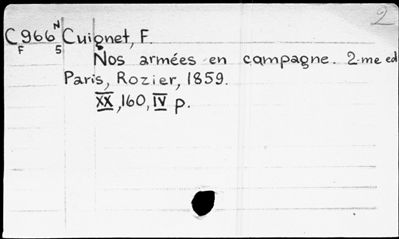 2
C966 N Cuignet, F.
F 5
Nos armées en campagne. 2-me ed
Paris, Rozier, 1859.
XX, 160, IV p.